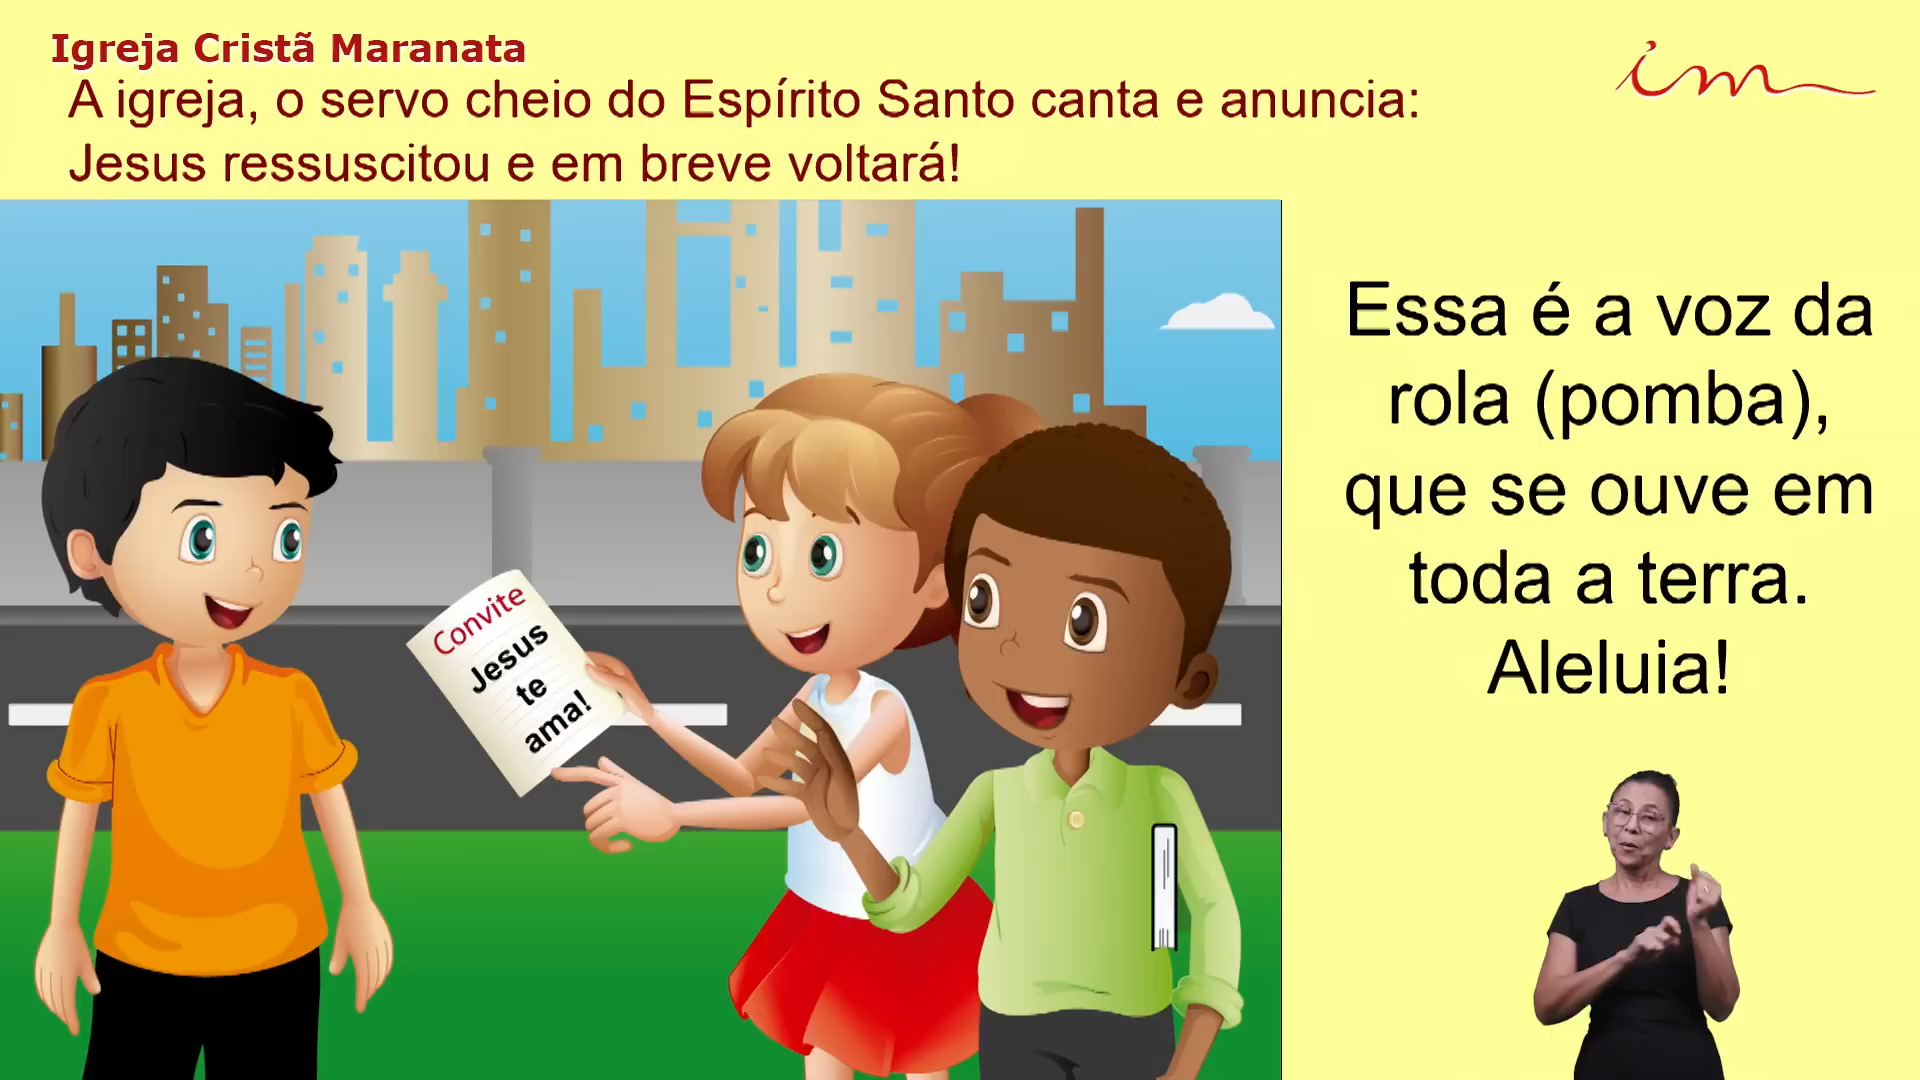 Igreja Cristã Maranata
A igreja, o servo cheio do Espírito Santo canta e anuncia:
Jesus ressuscitou e em breve voltará!
im
Convite
Jesus
te
ama!
Essa é a voz da
rola (pomba),
que se ouve em
toda a terra.
Aleluia!